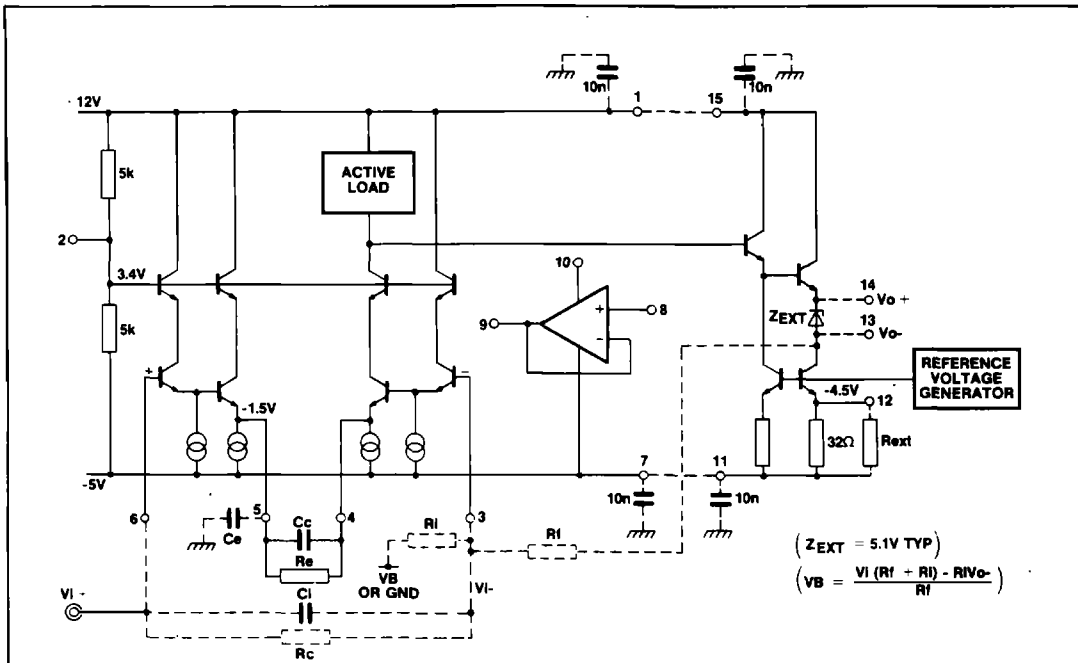 10n
10n
12V
1
15
5k
ACTIVE
LOAD
2
3.4V
10
14
Vo +
ZEXT
13
Vo-
+
8
9
-
5k
+
-
REFERENCE
VOLTAGE
GENERATOR
-4.5V
12
-1.5V
32Ω
Rext
-5V
7
11
10n
10n
6
5
4
3
Ce
Cc
Re
RI
Rf
VB
OR GND
VI-
VI +
CI
Rc
( ZEXT = 5.1V TYP )
( VB = VI (Rf + RI) - RIVo- / Rf )